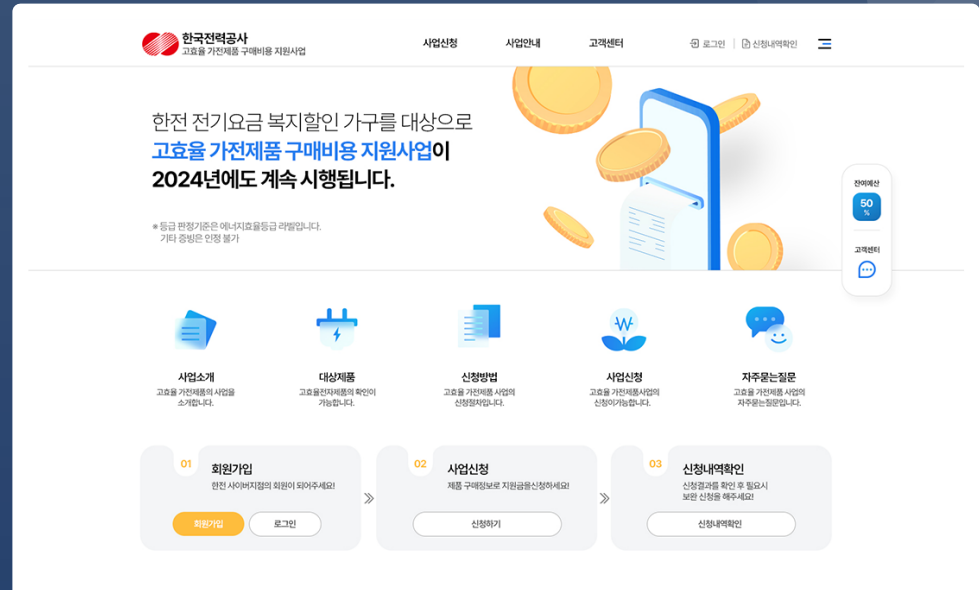 한국전력공사
고효율 가전제품 구매비용 지원사업
사업신청
사업안내
고객센터
로그인
신청내역확인
한전 전기요금 복지할인 가구를 대상으로
고효율 가전제품 구매비용 지원사업이
2024년에도 계속 시행됩니다.
※ 등급 판정기준은 에너지효율등급 라벨입니다.
기타 증빙은 인정 불가
잔여예산
50
%
고객센터
₩
사업소개
고효율 가전제품의 사업을
소개합니다.
대상제품
고효율전자제품의 확인이
가능합니다.
신청방법
고효율 가전제품 사업의
신청절차입니다.
사업신청
고효율 가전제품사업의
신청이가능합니다.
자주묻는질문
고효율 가전제품 사업의
자주묻는질문입니다.
01
회원가입
한전 사이버지점의 회원이 되어주세요!
회원가입
로그인
02
사업신청
제품 구매정보로 지원금을신청하세요!
신청하기
03
신청내역확인
신청결과를 확인 후 필요시
보완 신청을 해주세요!
신청내역확인